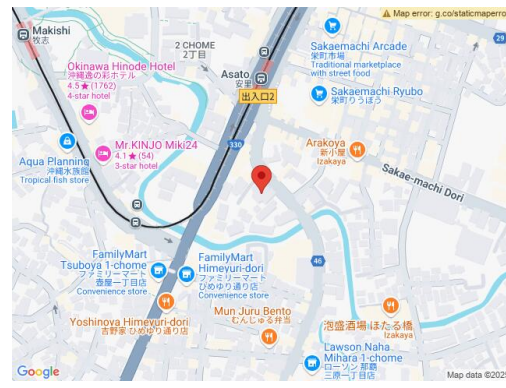 Map error: g.co/staticmaperro
Makishi
牧志
2 CHOME
2丁目
Sakaemachi Arcade
栄町市場
Traditional marketplace
with street food
29
Okinawa Hinode Hotel
沖縄逸の彩ホテル
4.5 ★ (1762)
4-star hotel
Asato
安里
出入口2
Sakaemachi Ryubo
栄町りうぼう
Mr.KINJO Miki24
4.1 ★ (54)
3-star hotel
330
Arakoya
新小屋
Izakaya
Aqua Planning
沖縄水族館
Tropical fish store
Sakae-machi Dori
FamilyMart
Tsuboya 1-chome
ファミリーマート
壺屋一丁目店
Convenience store
FamilyMart
Himeyuri-dori
ファミリーマート
ひめゆり通り店
Convenience store
46
Yoshinova Himeyuri-dori
吉野家 ひめゆり通り店
Mun Juru Bento
むんじゅる弁当
泡盛酒場 ほたる橋
Izakaya
Lawson Naha
Mihara 1-chome
ローソン 那覇
三原一丁目店
Google
Map data ©2025